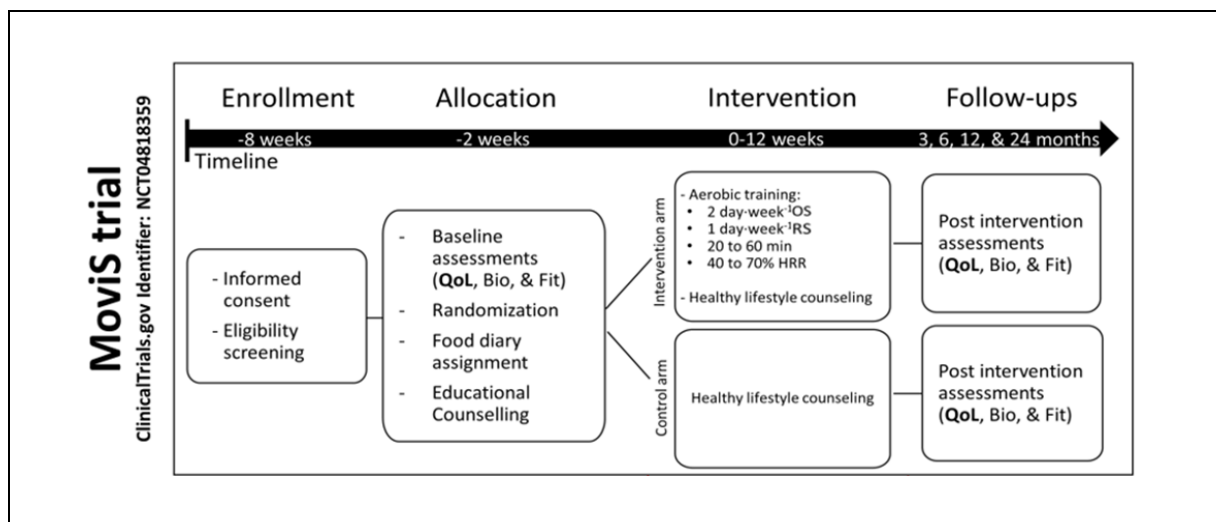 MoviS trial
ClinicalTrials.gov Identifier: NCT04818359
Enrollment
Allocation
Intervention
Follow-ups
-8 weeks
-2 weeks
0-12 weeks
3, 6, 12, & 24 months
Timeline
- Informed
consent
- Eligibility
screening
- Baseline
assessments
(QoL, Bio, & Fit)
- Randomization
- Food diary
assignment
- Educational
Counselling
Intervention arm
- Aerobic training:
• 2 day·week⁻¹OS
• 1 day·week⁻¹RS
• 20 to 60 min
• 40 to 70% HRR
- Healthy lifestyle counseling
Post intervention
assessments
(QoL, Bio, & Fit)
Control arm
Healthy lifestyle counseling
Post intervention
assessments
(QoL, Bio, & Fit)